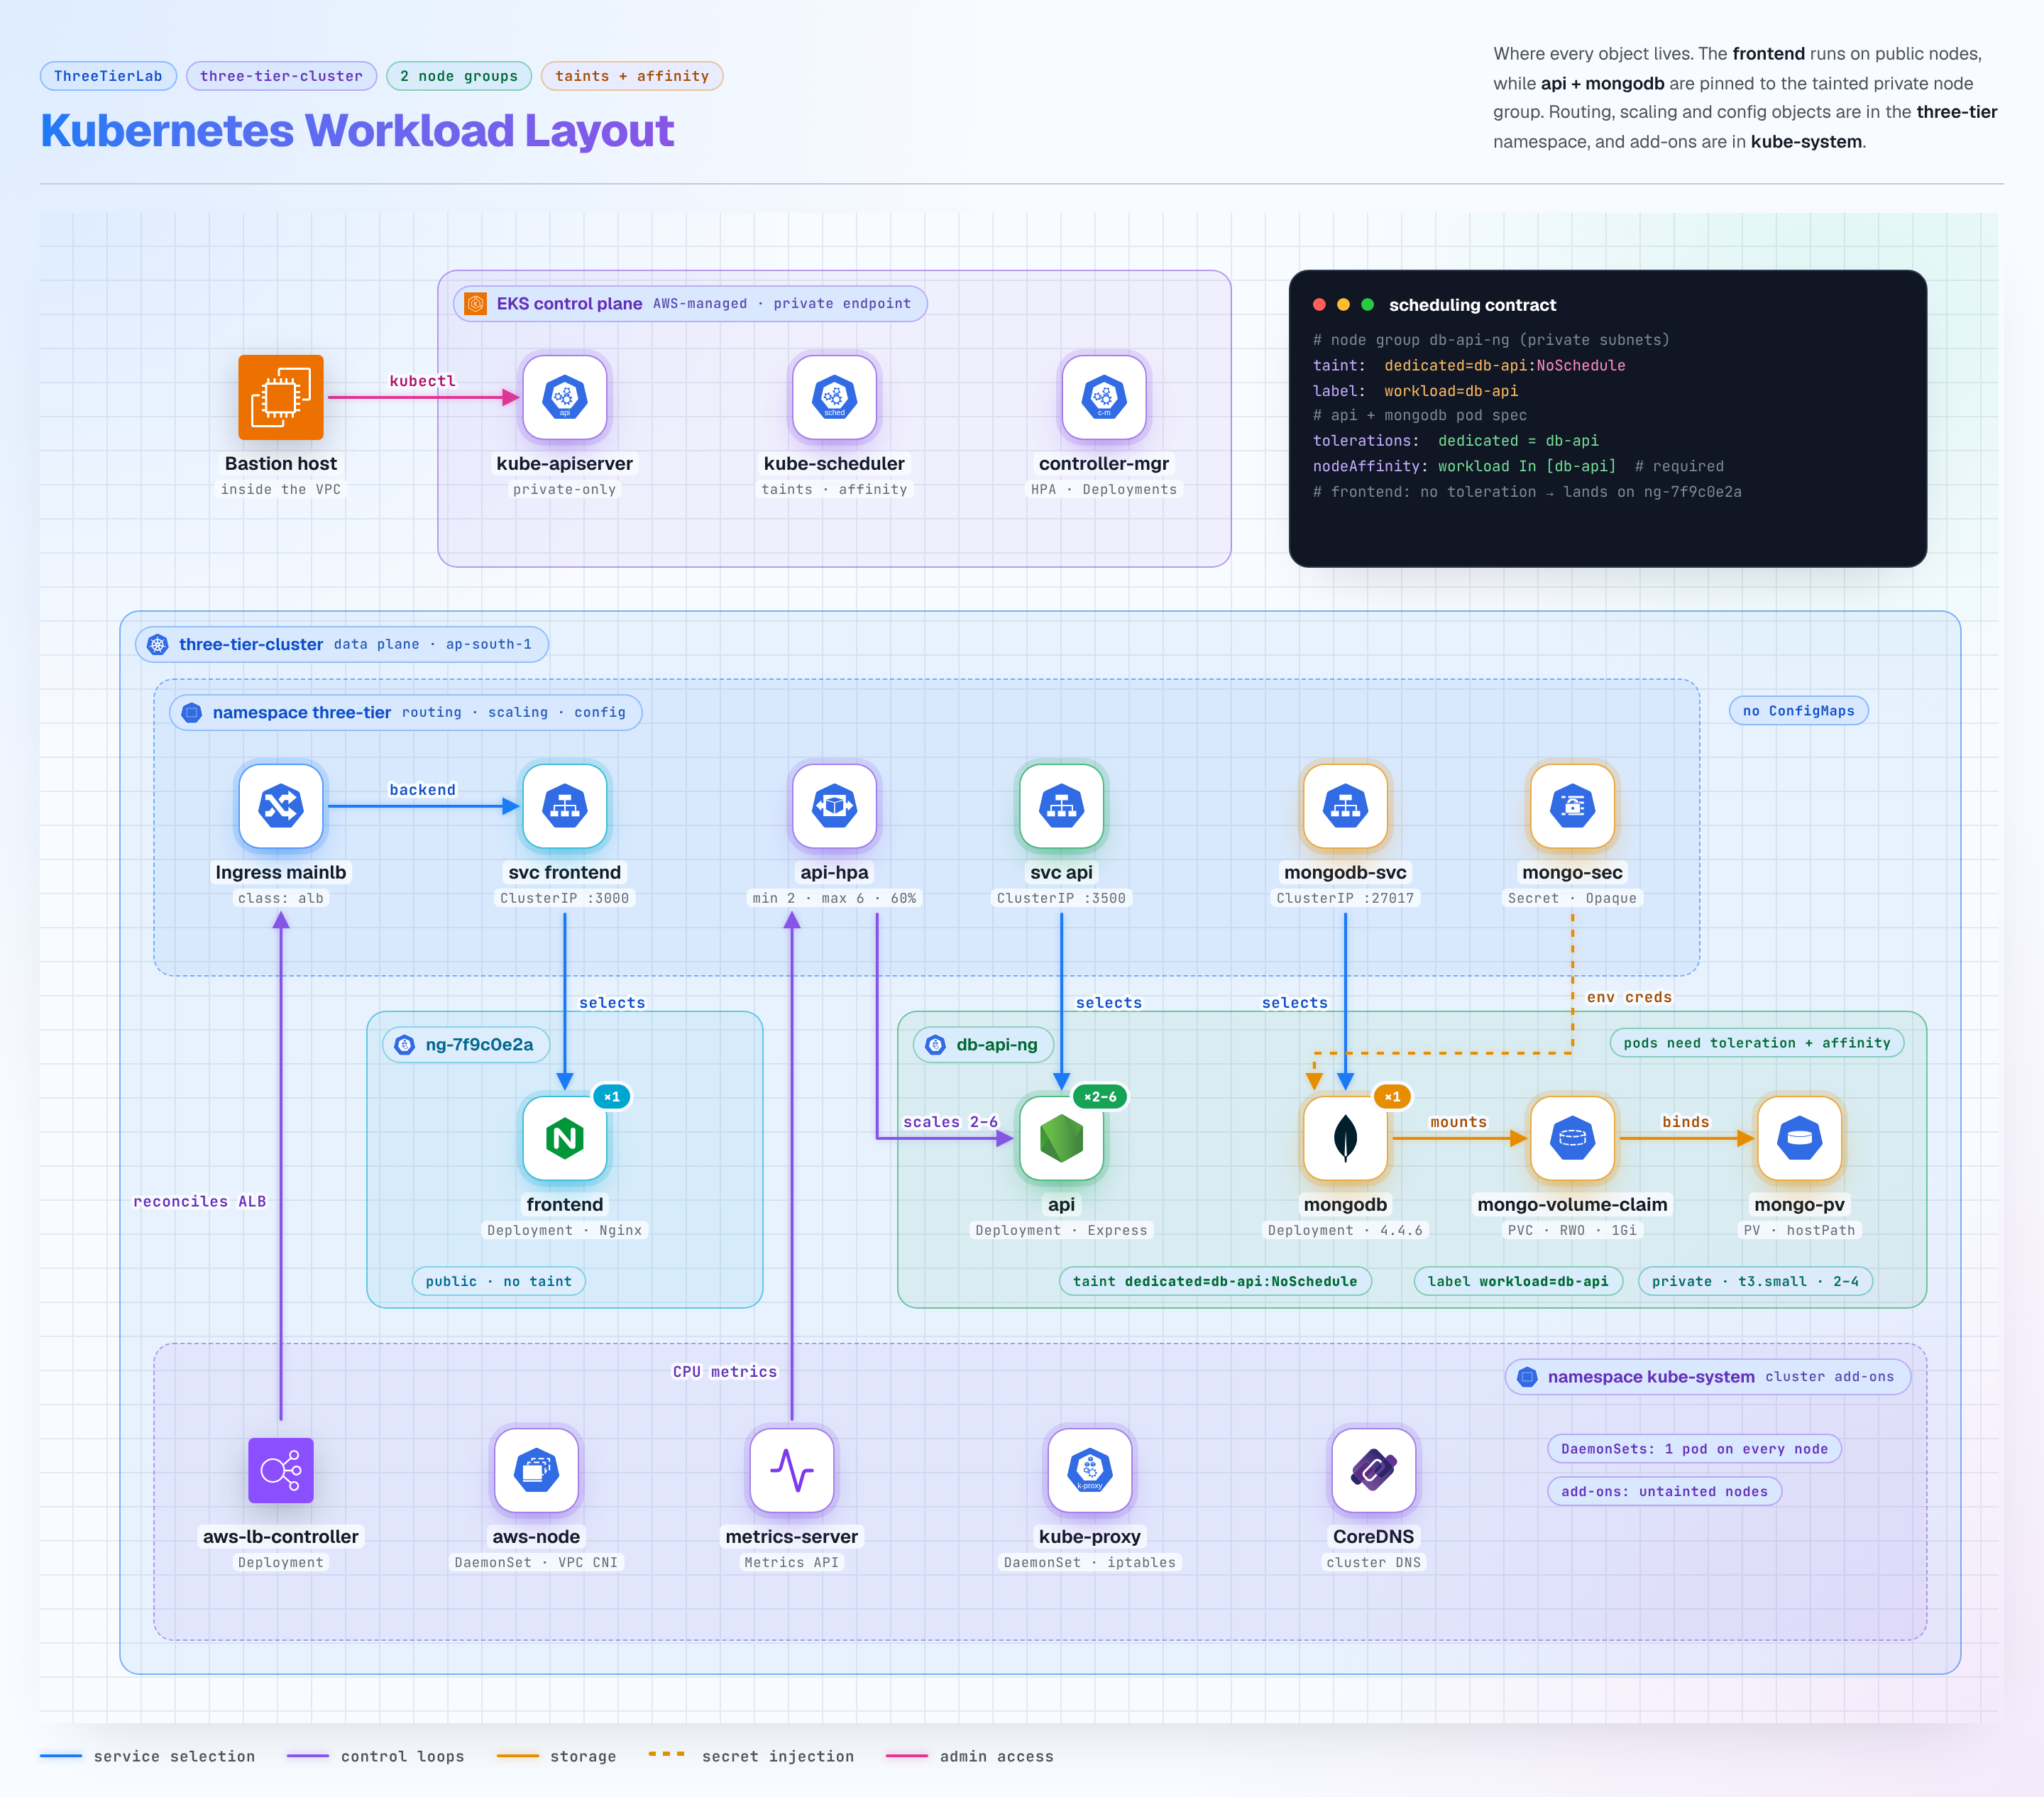 ThreeTierLab
three-tier-cluster
2 node groups
taints + affinity
Kubernetes Workload Layout
Where every object lives. The frontend runs on public nodes,
while api + mongodb are pinned to the tainted private node
group. Routing, scaling and config objects are in the three-tier
namespace, and add-ons are in kube-system.
EKS control plane AWS-managed · private endpoint
kubectl
Bastion host
inside the VPC
api
kube-apiserver
private-only
sched
kube-scheduler
taints · affinity
c-m
controller-mgr
HPA · Deployments
scheduling contract
# node group db-api-ng (private subnets)
taint: dedicated=db-api:NoSchedule
label: workload=db-api
# api + mongodb pod spec
tolerations: dedicated = db-api
nodeAffinity: workload In [db-api] # required
# frontend: no toleration → lands on ng-7f9c0e2a
three-tier-cluster data plane · ap-south-1
namespace three-tier routing · scaling · config
no ConfigMaps
backend
Ingress mainlb
class: alb
svc frontend
ClusterIP :3000
api-hpa
min 2 · max 6 · 60%
svc api
ClusterIP :3500
mongodb-svc
ClusterIP :27017
mongo-sec
Secret · Opaque
selects
selects
selects
env creds
ng-7f9c0e2a
×1
frontend
Deployment · Nginx
public · no taint
db-api-ng
pods need toleration + affinity
scales 2–6
×2–6
api
Deployment · Express
×1
mongodb
Deployment · 4.4.6
mounts
mongo-volume-claim
PVC · RWO · 1Gi
binds
mongo-pv
PV · hostPath
taint dedicated=db-api:NoSchedule
label workload=db-api
private · t3.small · 2–4
reconciles ALB
CPU metrics
namespace kube-system cluster add-ons
aws-lb-controller
Deployment
aws-node
DaemonSet · VPC CNI
metrics-server
Metrics API
k-proxy
kube-proxy
DaemonSet · iptables
CoreDNS
cluster DNS
DaemonSets: 1 pod on every node
add-ons: untainted nodes
service selection
control loops
storage
secret injection
admin access